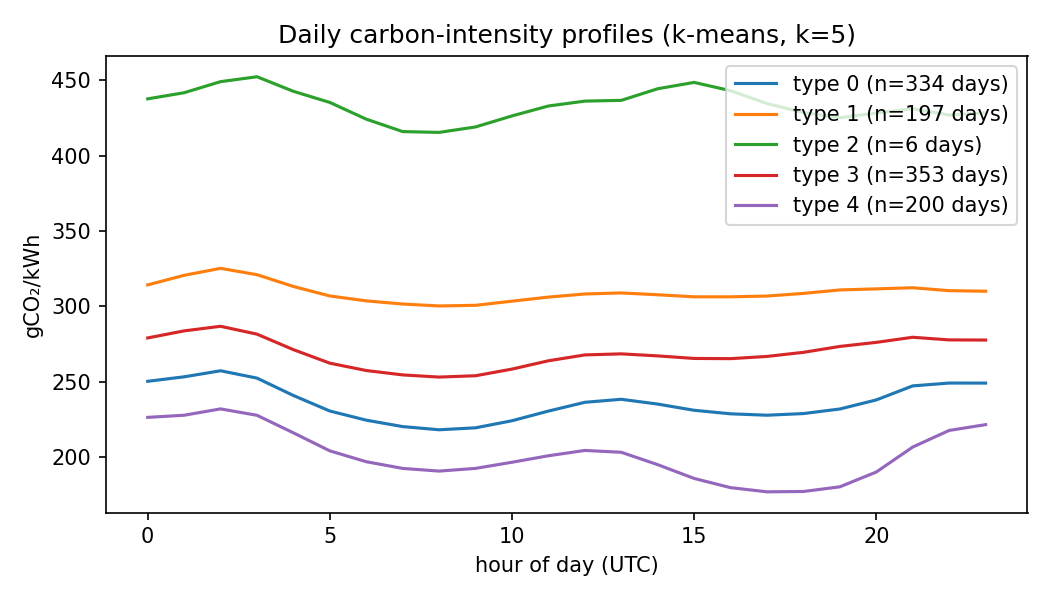 Daily carbon-intensity profiles (k-means, k=5)
gCO₂/kWh
450
400
350
300
250
200
type 0 (n=334 days)
type 1 (n=197 days)
type 2 (n=6 days)
type 3 (n=353 days)
type 4 (n=200 days)
0
5
10
15
20
hour of day (UTC)